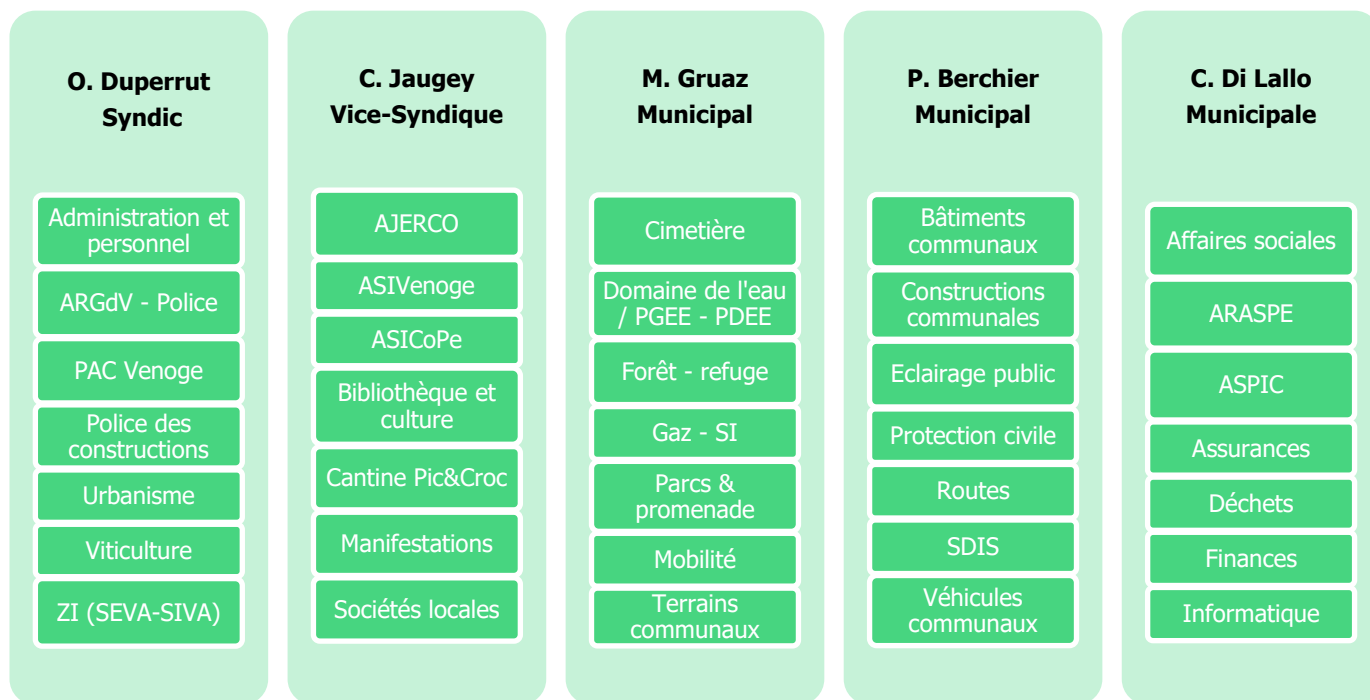 O. Duperrut
Syndic
Administration et
personnel
ARGdV - Police
PAC Venoge
Police des
constructions
Urbanisme
Viticulture
ZI (SEVA-SIVA)
C. Jaugey
Vice-Syndique
AJERCO
ASIVenoge
ASICoPe
Bibliothèque et
culture
Cantine Pic&Croc
Manifestations
Sociétés locales
M. Gruaz
Municipal
Cimetière
Domaine de l'eau
/ PGEE - PDEE
Forêt - refuge
Gaz - SI
Parcs &
promenade
Mobilité
Terrains
communaux
P. Berchier
Municipal
Bâtiments
communaux
Constructions
communales
Eclairage public
Protection civile
Routes
SDIS
Véhicules
communaux
C. Di Lallo
Municipale
Affaires sociales
ARASPE
ASPIC
Assurances
Déchets
Finances
Informatique